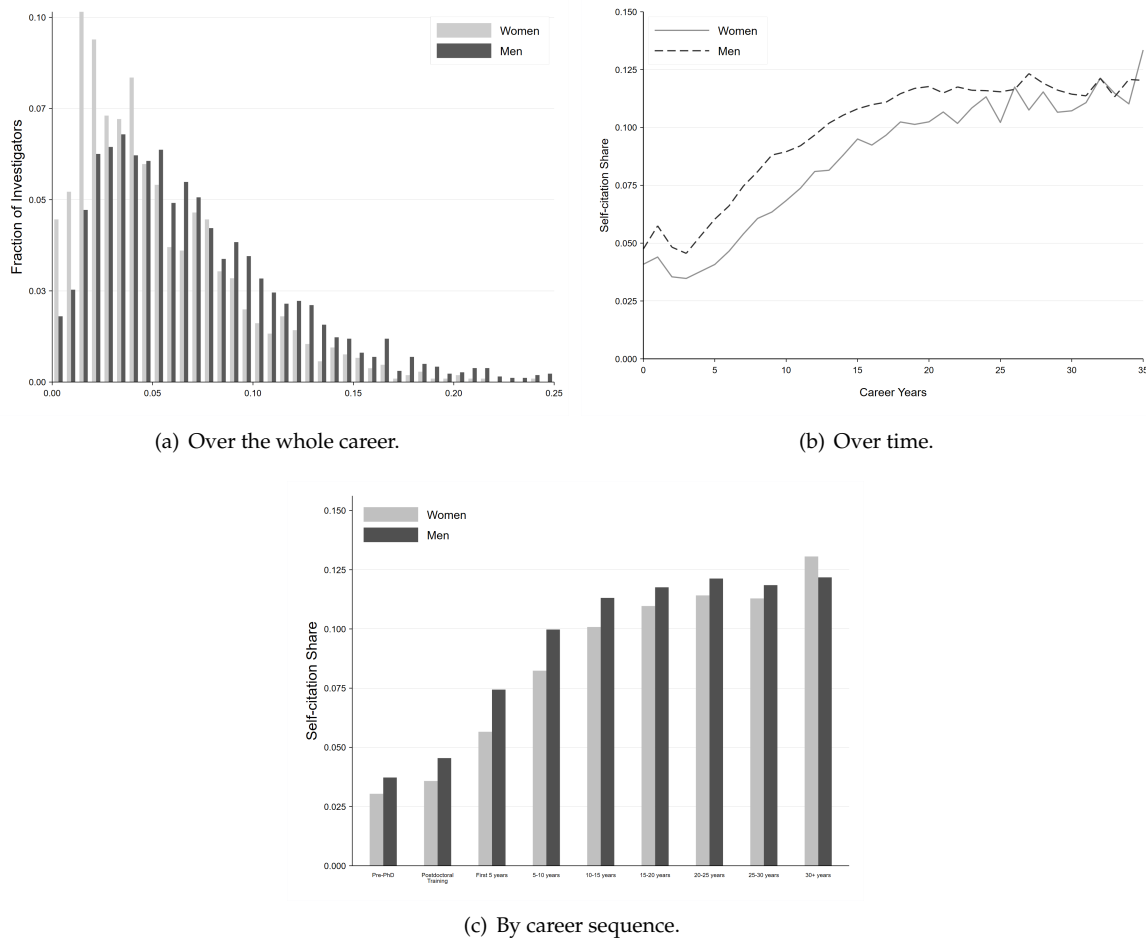 0.10
0.07
0.05
0.03
0.00
Fraction of Investigators
Women
Men
0.00 0.05 0.10 0.15 0.20 0.25
(a) Over the whole career.
0.150
0.125
0.100
0.075
0.050
0.025
0.000
Self-citation Share
Women
Men
0 5 10 15 20 25 30 35
Career Years
(b) Over time.
0.150
0.125
0.100
0.075
0.050
0.025
0.000
Self-citation Share
Women
Men
Pre-PhD Postdoctoral First 5 years 5-10 years 10-15 years 15-20 years 20-25 years 25-30 years 30+ years
Training
(c) By career sequence.